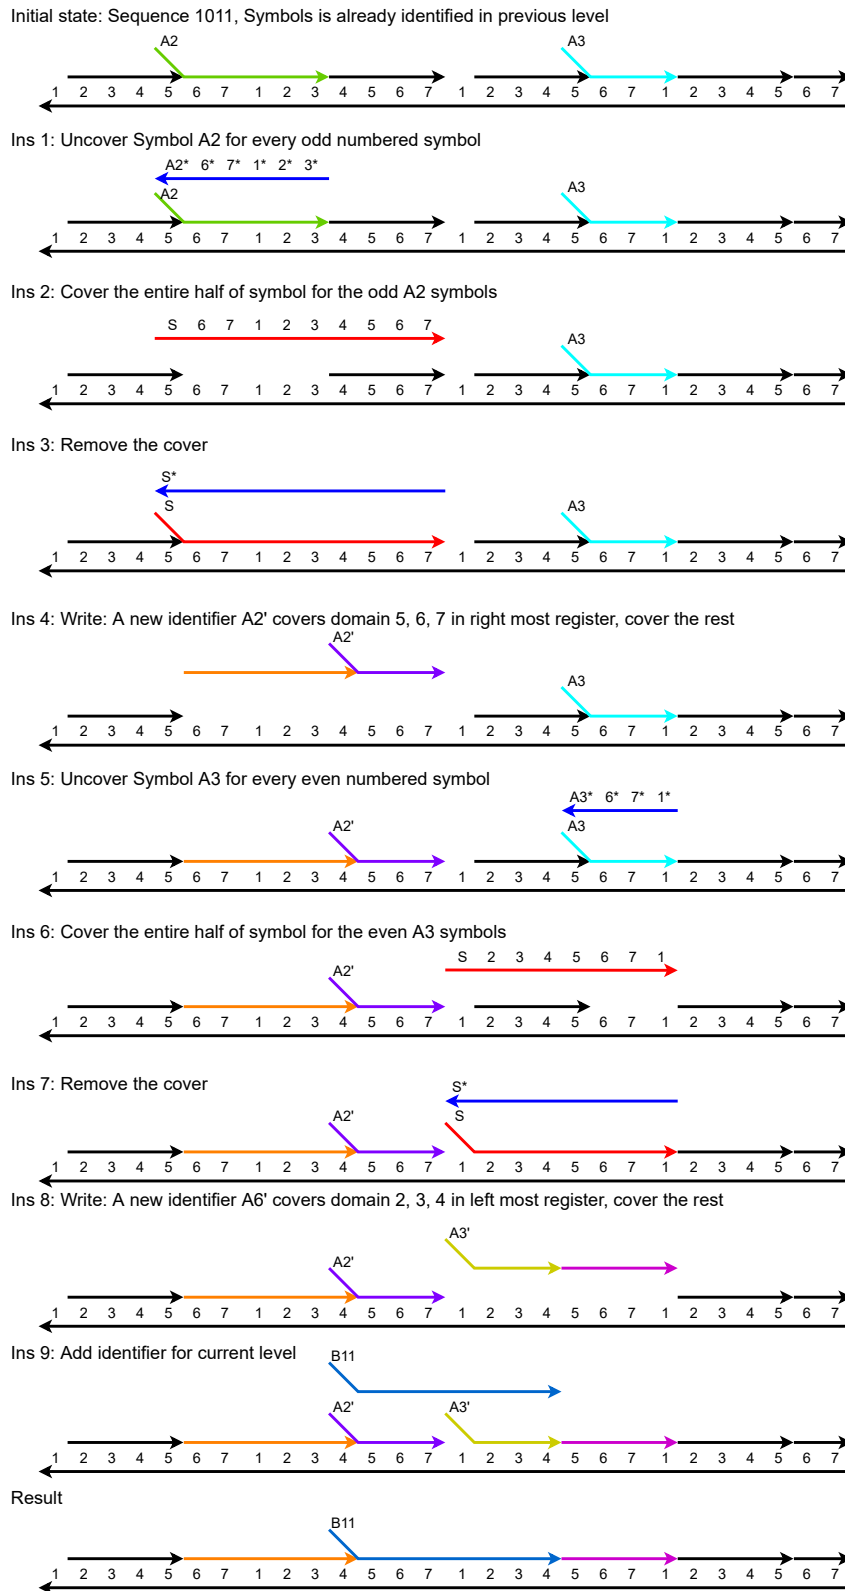 Initial state: Sequence 1011, Symbols is already identified in previous level
A2 A3
1 2 3 4 5 6 7 1 2 3 4 5 6 7 1 2 3 4 5 6 7 1 2 3 4 5 6 7
Ins 1: Uncover Symbol A2 for every odd numbered symbol
A2* 6* 7* 1* 2* 3*
A2 A3
1 2 3 4 5 6 7 1 2 3 4 5 6 7 1 2 3 4 5 6 7 1 2 3 4 5 6 7
Ins 2: Cover the entire half of symbol for the odd A2 symbols
S 6 7 1 2 3 4 5 6 7
A3
1 2 3 4 5 6 7 1 2 3 4 5 6 7 1 2 3 4 5 6 7 1 2 3 4 5 6 7
Ins 3: Remove the cover
S*
S A3
1 2 3 4 5 6 7 1 2 3 4 5 6 7 1 2 3 4 5 6 7 1 2 3 4 5 6 7
Ins 4: Write: A new identifier A2' covers domain 5, 6, 7 in right most register, cover the rest
A2'
A3
1 2 3 4 5 6 7 1 2 3 4 5 6 7 1 2 3 4 5 6 7 1 2 3 4 5 6 7
Ins 5: Uncover Symbol A3 for every even numbered symbol
A3* 6* 7* 1*
A2' A3
1 2 3 4 5 6 7 1 2 3 4 5 6 7 1 2 3 4 5 6 7 1 2 3 4 5 6 7
Ins 6: Cover the entire half of symbol for the even A3 symbols
S 2 3 4 5 6 7 1
A2'
1 2 3 4 5 6 7 1 2 3 4 5 6 7 1 2 3 4 5 6 7 1 2 3 4 5 6 7
Ins 7: Remove the cover
S*
A2' S
1 2 3 4 5 6 7 1 2 3 4 5 6 7 1 2 3 4 5 6 7 1 2 3 4 5 6 7
Ins 8: Write: A new identifier A6' covers domain 2, 3, 4 in left most register, cover the rest
A3'
A2'
1 2 3 4 5 6 7 1 2 3 4 5 6 7 1 2 3 4 5 6 7 1 2 3 4 5 6 7
Ins 9: Add identifier for current level
B11
A2' A3'
1 2 3 4 5 6 7 1 2 3 4 5 6 7 1 2 3 4 5 6 7 1 2 3 4 5 6 7
Result
B11
1 2 3 4 5 6 7 1 2 3 4 5 6 7 1 2 3 4 5 6 7 1 2 3 4 5 6 7